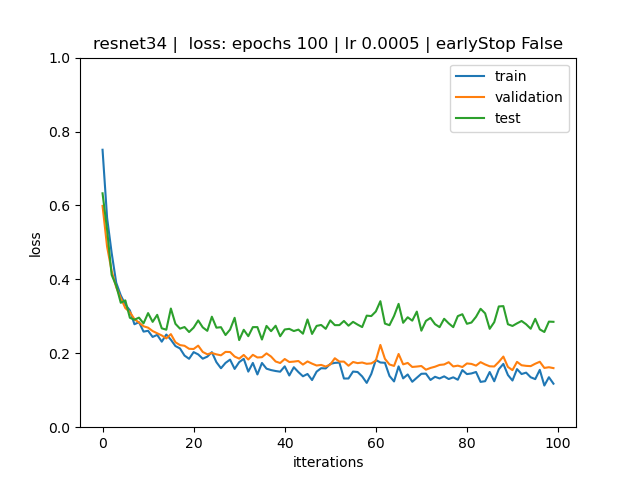 resnet34 |  loss: epochs 100 | lr 0.0005 | earlyStop False
1.0
0.8
0.6
0.4
0.2
0.0
loss
train
validation
test
0
20
40
60
80
100
itterations